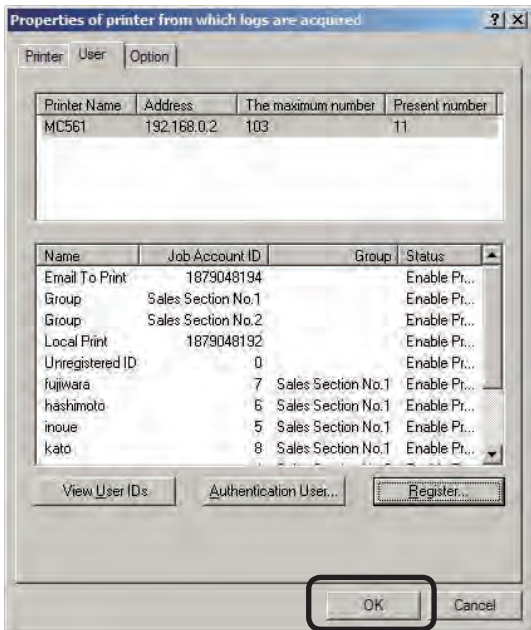 Properties of printer from which logs are acquired
Printer User Option
Printer Name Address The maximum number Present number
MC561 192.168.0.2 103 11
Name Job Account ID Group Status
Email To Print 1879048194 Enable Pr...
Group Sales Section No.1 Enable Pr...
Group Sales Section No.2 Enable Pr...
Local Print 1879048192 Enable Pr...
Unregistered ID 0 Enable Pr...
fujiwara 7 Sales Section No.1 Enable Pr...
hashimoto 6 Sales Section No.1 Enable Pr...
inoue 5 Sales Section No.1 Enable Pr...
kato 8 Sales Section No.1 Enable Pr...
View User IDs Authentication User... Register...
OK Cancel